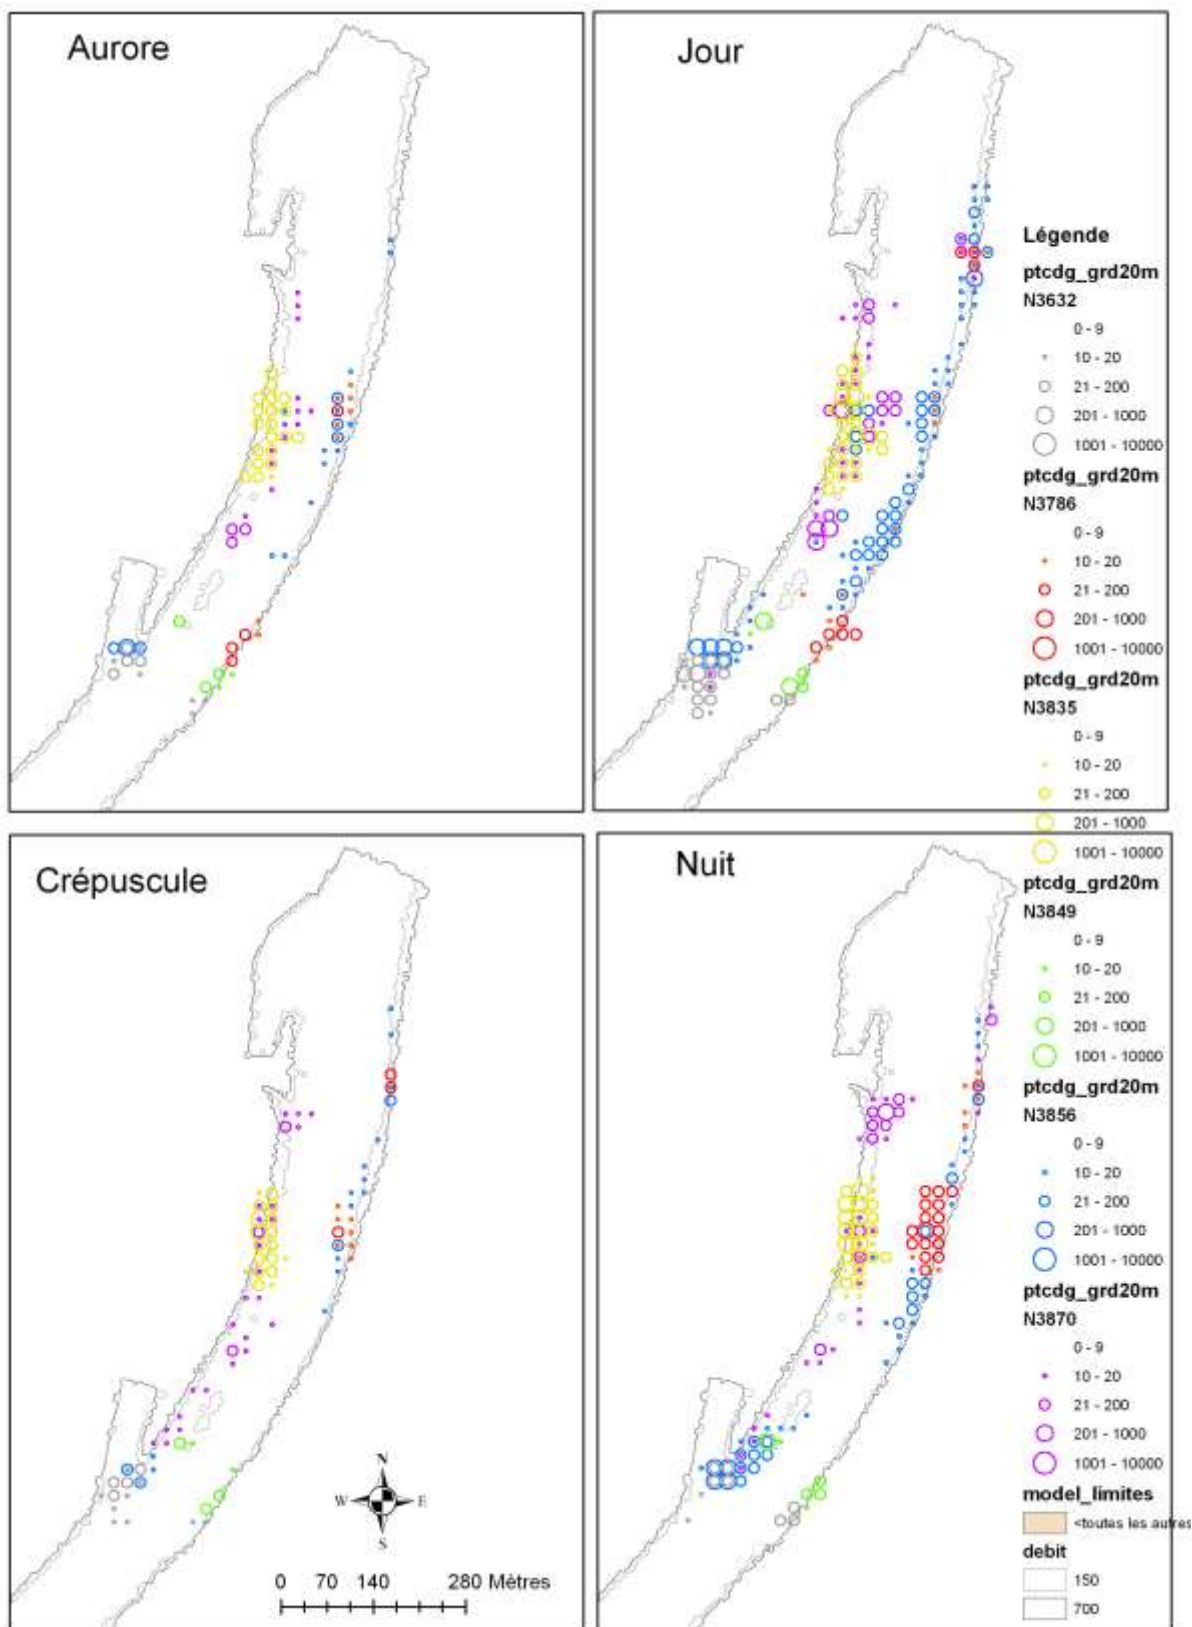 Aurore
Jour
Légende
ptcdg_grd20m
N3632
0 - 9
10 - 20
21 - 200
201 - 1000
1001 - 10000
ptcdg_grd20m
N3786
0 - 9
10 - 20
21 - 200
201 - 1000
1001 - 10000
ptcdg_grd20m
N3835
0 - 9
10 - 20
21 - 200
201 - 1000
1001 - 10000
ptcdg_grd20m
N3849
0 - 9
10 - 20
21 - 200
201 - 1000
1001 - 10000
ptcdg_grd20m
N3856
0 - 9
10 - 20
21 - 200
201 - 1000
1001 - 10000
ptcdg_grd20m
N3870
0 - 9
10 - 20
21 - 200
201 - 1000
1001 - 10000
model_limites
<toutes les autres
debit
150
700
Crépuscule
Nuit
N
W E
S
0 70 140 280 Mètres